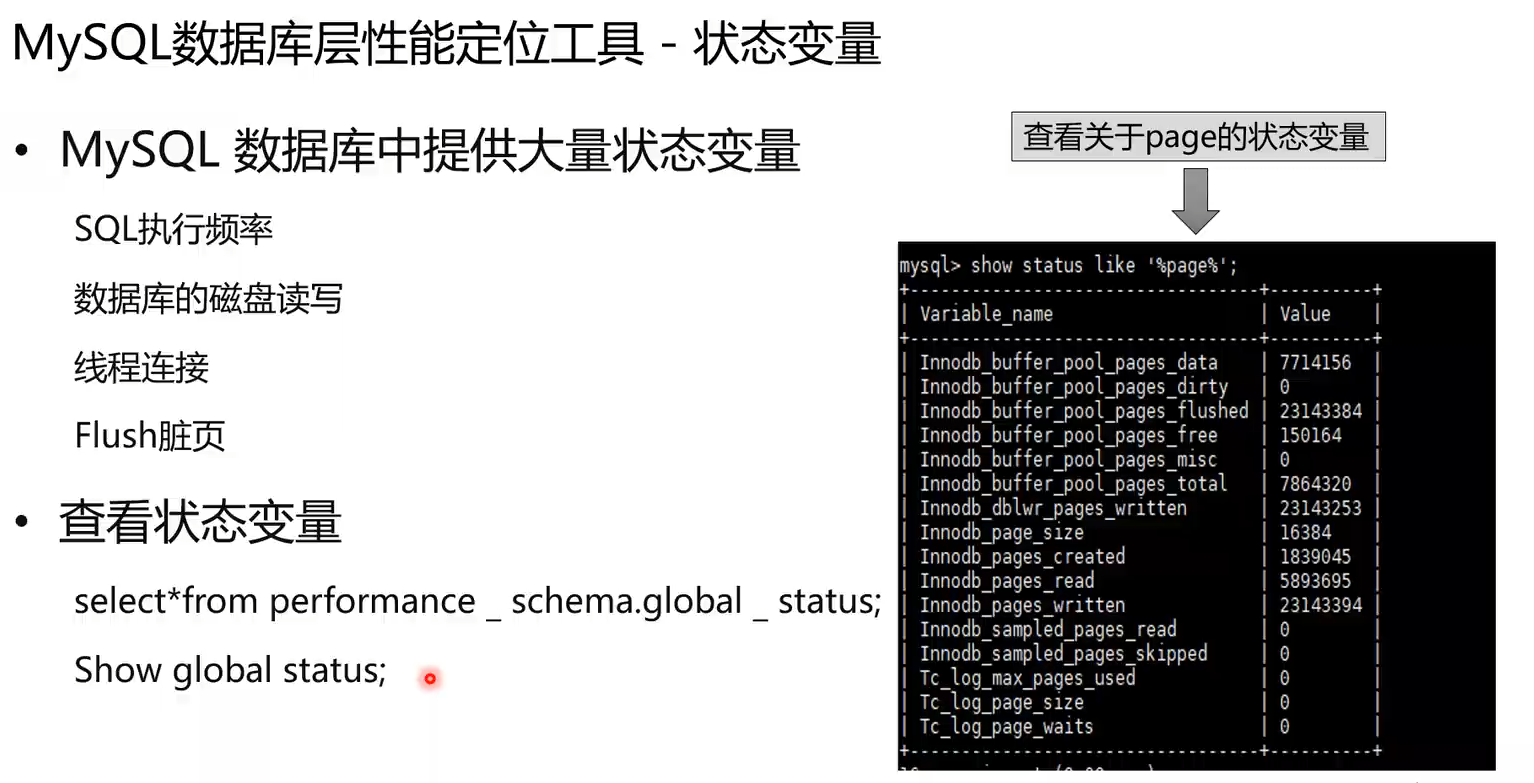 MySQL数据库层性能定位工具 - 状态变量
• MySQL 数据库中提供大量状态变量
SQL执行频率
数据库的磁盘读写
线程连接
Flush脏页
• 查看状态变量
select*from performance _ schema.global _ status;
Show global status;
查看关于page的状态变量
mysql> show status like '%page%';
+----------------------------------+----------+
| Variable_name | Value |
+----------------------------------+----------+
| Innodb_buffer_pool_pages_data | 7714156 |
| Innodb_buffer_pool_pages_dirty | 0 |
| Innodb_buffer_pool_pages_flushed | 23143384 |
| Innodb_buffer_pool_pages_free | 150164 |
| Innodb_buffer_pool_pages_misc | 0 |
| Innodb_buffer_pool_pages_total | 7864320 |
| Innodb_dblwr_pages_written | 23143253 |
| Innodb_page_size | 16384 |
| Innodb_pages_created | 1839045 |
| Innodb_pages_read | 5893695 |
| Innodb_pages_written | 23143394 |
| Innodb_sampled_pages_read | 0 |
| Innodb_sampled_pages_skipped | 0 |
| Tc_log_max_pages_used | 0 |
| Tc_log_page_size | 0 |
| Tc_log_page_waits | 0 |
+----------------------------------+----------+